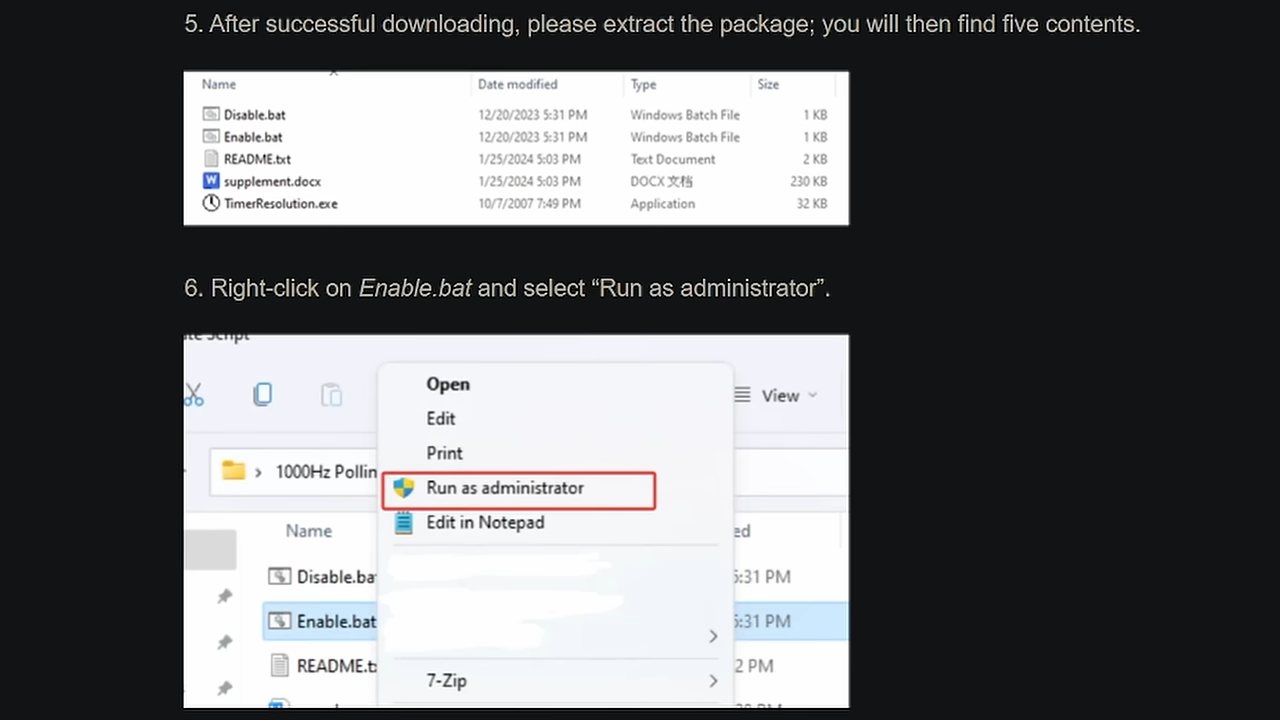 5. After successful downloading, please extract the package; you will then find five contents.
Name Date modified Type Size
Disable.bat 12/20/2023 5:31 PM Windows Batch File 1 KB
Enable.bat 12/20/2023 5:31 PM Windows Batch File 1 KB
README.txt 1/25/2024 5:03 PM Text Document 2 KB
supplement.docx 1/25/2024 5:03 PM DOCX 文档 230 KB
TimerResolution.exe 10/7/2007 7:49 PM Application 32 KB
6. Right-click on Enable.bat and select “Run as administrator”.
Open
View
Edit
Print
1000Hz Pollin
Run as administrator
Edit in Notepad
Name ed
Disable.ba 5:31 PM
Enable.bat 5:31 PM
README.t 2 PM
7-Zip